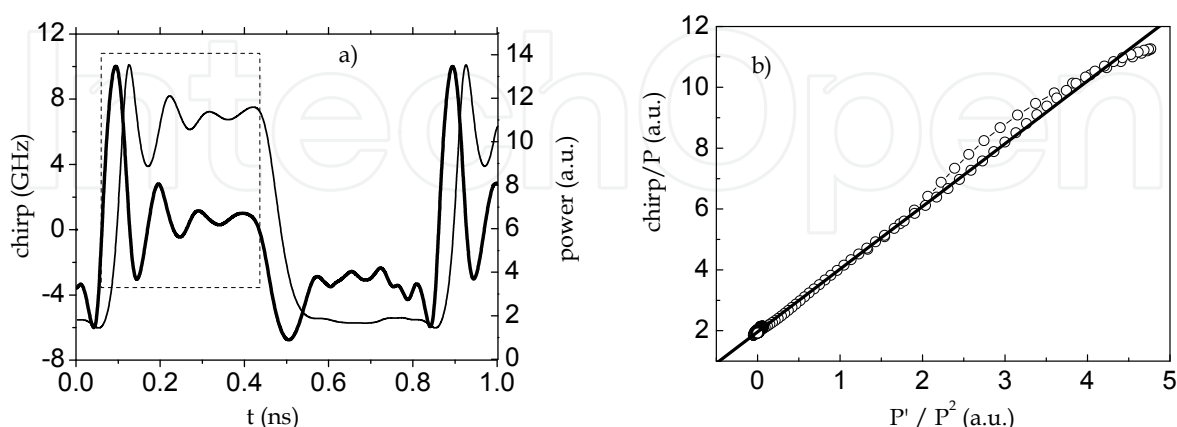 InTechOpen
a)
12
8
4
0
-4
-8
chirp (GHz)
14
12
10
8
6
4
2
0
power (a.u.)
0.0 0.2 0.4 0.6 0.8 1.0
t (ns)
b)
12
10
8
6
4
2
chirp/P (a.u.)
0 1 2 3 4 5
P' / P² (a.u.)